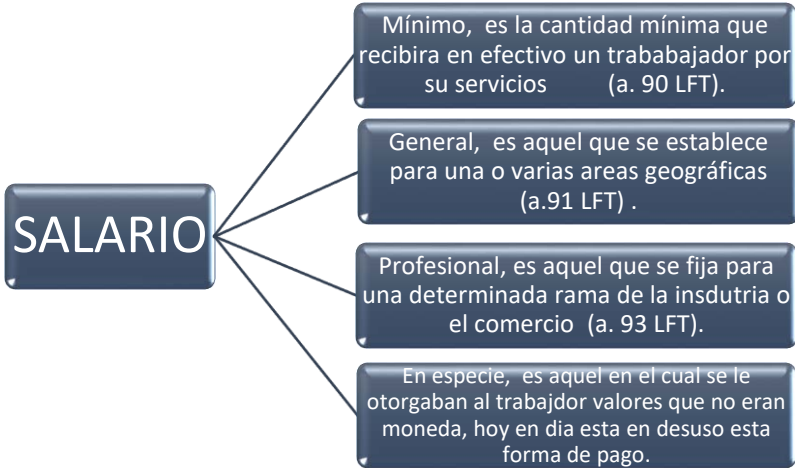 SALARIO
Mínimo, es la cantidad mínima que
recibira en efectivo un trababajador por
su servicios (a. 90 LFT).
General, es aquel que se establece
para una o varias areas geográficas
(a.91 LFT) .
Profesional, es aquel que se fija para
una determinada rama de la insdutria o
el comercio (a. 93 LFT).
En especie, es aquel en el cual se le
otorgaban al trabajdor valores que no eran
moneda, hoy en dia esta en desuso esta
forma de pago.